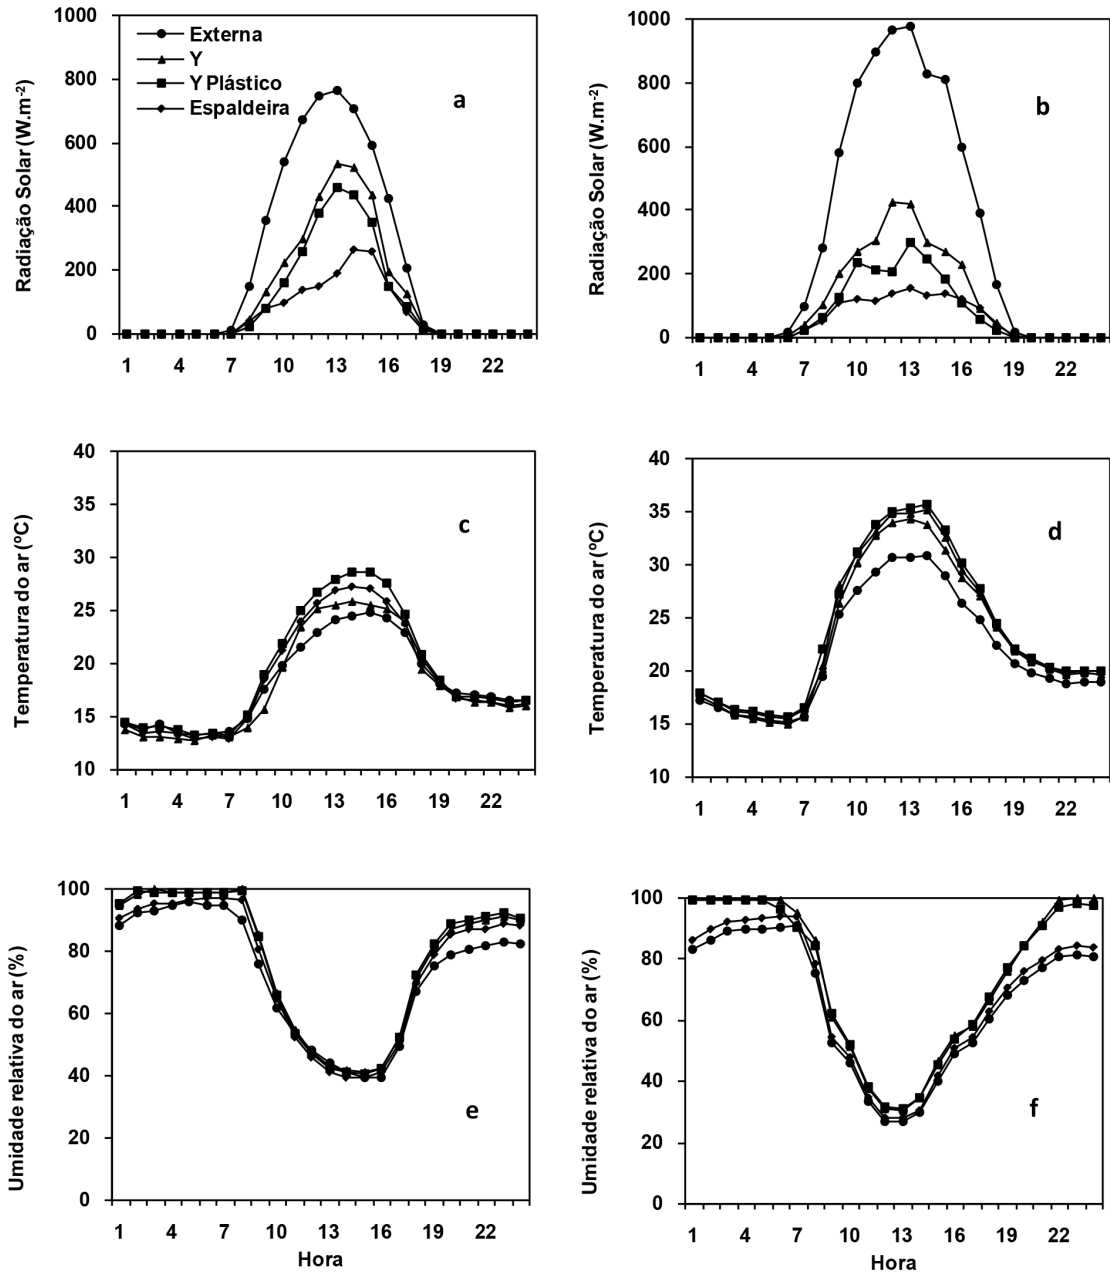 Radiação Solar (W.m-2)
1000
800
600
400
200
0
Externa
Y
Y Plástico
Espaldeira
a
1 4 7 10 13 16 19 22
Radiação Solar (W.m-2)
1000
800
600
400
200
0
b
1 4 7 10 13 16 19 22
Temperatura do ar (ºC)
40
35
30
25
20
15
10
c
1 4 7 10 13 16 19 22
Temperatura do ar (ºC)
40
35
30
25
20
15
10
d
1 4 7 10 13 16 19 22
Umidade relativa do ar (%)
100
80
60
40
20
0
e
1 4 7 10 13 16 19 22
Hora
Umidade relativa do ar (%)
100
80
60
40
20
0
f
1 4 7 10 13 16 19 22
Hora